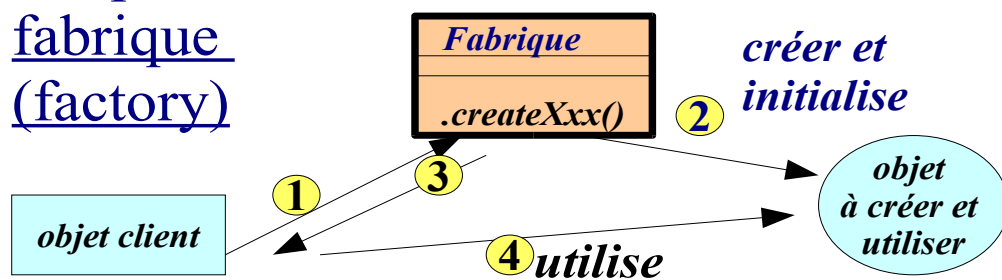 fabrique
(factory)
Fabrique
.createXxx()
créer et
initialise
2
1
3
objet client
objet
à créer et
utiliser
4 utilise